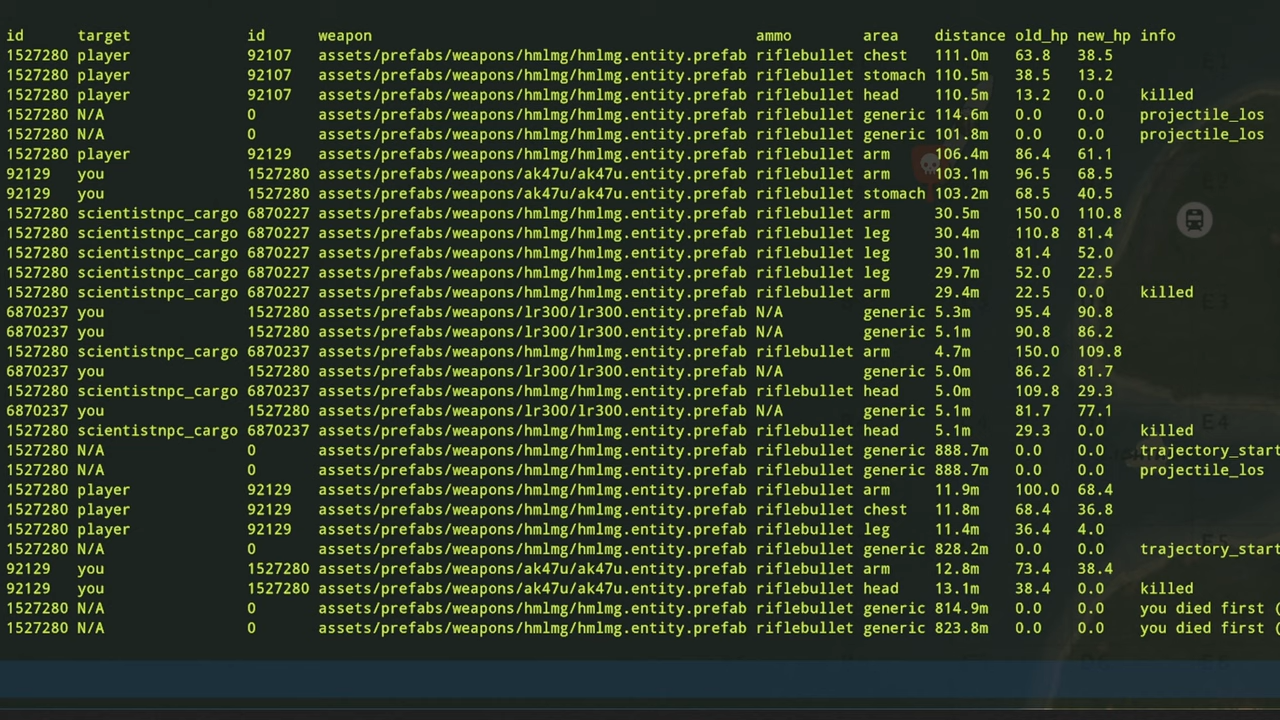 id target id weapon ammo area distance old_hp new_hp info
1527280 player 92107 assets/prefabs/weapons/hmlmg/hmlmg.entity.prefab riflebullet chest 111.0m 63.8 38.5
1527280 player 92107 assets/prefabs/weapons/hmlmg/hmlmg.entity.prefab riflebullet stomach 110.5m 38.5 13.2
1527280 player 92107 assets/prefabs/weapons/hmlmg/hmlmg.entity.prefab riflebullet head 110.5m 13.2 0.0 killed
1527280 N/A 0 assets/prefabs/weapons/hmlmg/hmlmg.entity.prefab riflebullet generic 114.6m 0.0 0.0 projectile_los
1527280 N/A 0 assets/prefabs/weapons/hmlmg/hmlmg.entity.prefab riflebullet generic 101.8m 0.0 0.0 projectile_los
1527280 player 92129 assets/prefabs/weapons/hmlmg/hmlmg.entity.prefab riflebullet arm 106.4m 86.4 61.1
92129 you 1527280 assets/prefabs/weapons/ak47u/ak47u.entity.prefab riflebullet arm 103.1m 96.5 68.5
92129 you 1527280 assets/prefabs/weapons/ak47u/ak47u.entity.prefab riflebullet stomach 103.2m 68.5 40.5
1527280 scientistnpc_cargo 6870227 assets/prefabs/weapons/hmlmg/hmlmg.entity.prefab riflebullet arm 30.5m 150.0 110.8
1527280 scientistnpc_cargo 6870227 assets/prefabs/weapons/hmlmg/hmlmg.entity.prefab riflebullet leg 30.4m 110.8 81.4
1527280 scientistnpc_cargo 6870227 assets/prefabs/weapons/hmlmg/hmlmg.entity.prefab riflebullet leg 30.1m 81.4 52.0
1527280 scientistnpc_cargo 6870227 assets/prefabs/weapons/hmlmg/hmlmg.entity.prefab riflebullet leg 29.7m 52.0 22.5
1527280 scientistnpc_cargo 6870227 assets/prefabs/weapons/hmlmg/hmlmg.entity.prefab riflebullet arm 29.4m 22.5 0.0 killed
6870237 you 1527280 assets/prefabs/weapons/lr300/lr300.entity.prefab N/A generic 5.3m 95.4 90.8
6870237 you 1527280 assets/prefabs/weapons/lr300/lr300.entity.prefab N/A generic 5.1m 90.8 86.2
1527280 scientistnpc_cargo 6870237 assets/prefabs/weapons/hmlmg/hmlmg.entity.prefab riflebullet arm 4.7m 150.0 109.8
6870237 you 1527280 assets/prefabs/weapons/lr300/lr300.entity.prefab N/A generic 5.0m 86.2 81.7
1527280 scientistnpc_cargo 6870237 assets/prefabs/weapons/hmlmg/hmlmg.entity.prefab riflebullet head 5.0m 109.8 29.3
6870237 you 1527280 assets/prefabs/weapons/lr300/lr300.entity.prefab N/A generic 5.1m 81.7 77.1
1527280 scientistnpc_cargo 6870237 assets/prefabs/weapons/hmlmg/hmlmg.entity.prefab riflebullet head 5.1m 29.3 0.0 killed
1527280 N/A 0 assets/prefabs/weapons/hmlmg/hmlmg.entity.prefab riflebullet generic 888.7m 0.0 0.0 trajectory_start
1527280 N/A 0 assets/prefabs/weapons/hmlmg/hmlmg.entity.prefab riflebullet generic 888.7m 0.0 0.0 projectile_los
1527280 player 92129 assets/prefabs/weapons/hmlmg/hmlmg.entity.prefab riflebullet arm 11.9m 100.0 68.4
1527280 player 92129 assets/prefabs/weapons/hmlmg/hmlmg.entity.prefab riflebullet chest 11.8m 68.4 36.8
1527280 player 92129 assets/prefabs/weapons/hmlmg/hmlmg.entity.prefab riflebullet leg 11.4m 36.4 4.0
1527280 N/A 0 assets/prefabs/weapons/hmlmg/hmlmg.entity.prefab riflebullet generic 828.2m 0.0 0.0 trajectory_start
92129 you 1527280 assets/prefabs/weapons/ak47u/ak47u.entity.prefab riflebullet arm 12.8m 73.4 38.4
92129 you 1527280 assets/prefabs/weapons/ak47u/ak47u.entity.prefab riflebullet head 13.1m 38.4 0.0 killed
1527280 N/A 0 assets/prefabs/weapons/hmlmg/hmlmg.entity.prefab riflebullet generic 814.9m 0.0 0.0 you died first (
1527280 N/A 0 assets/prefabs/weapons/hmlmg/hmlmg.entity.prefab riflebullet generic 823.8m 0.0 0.0 you died first (